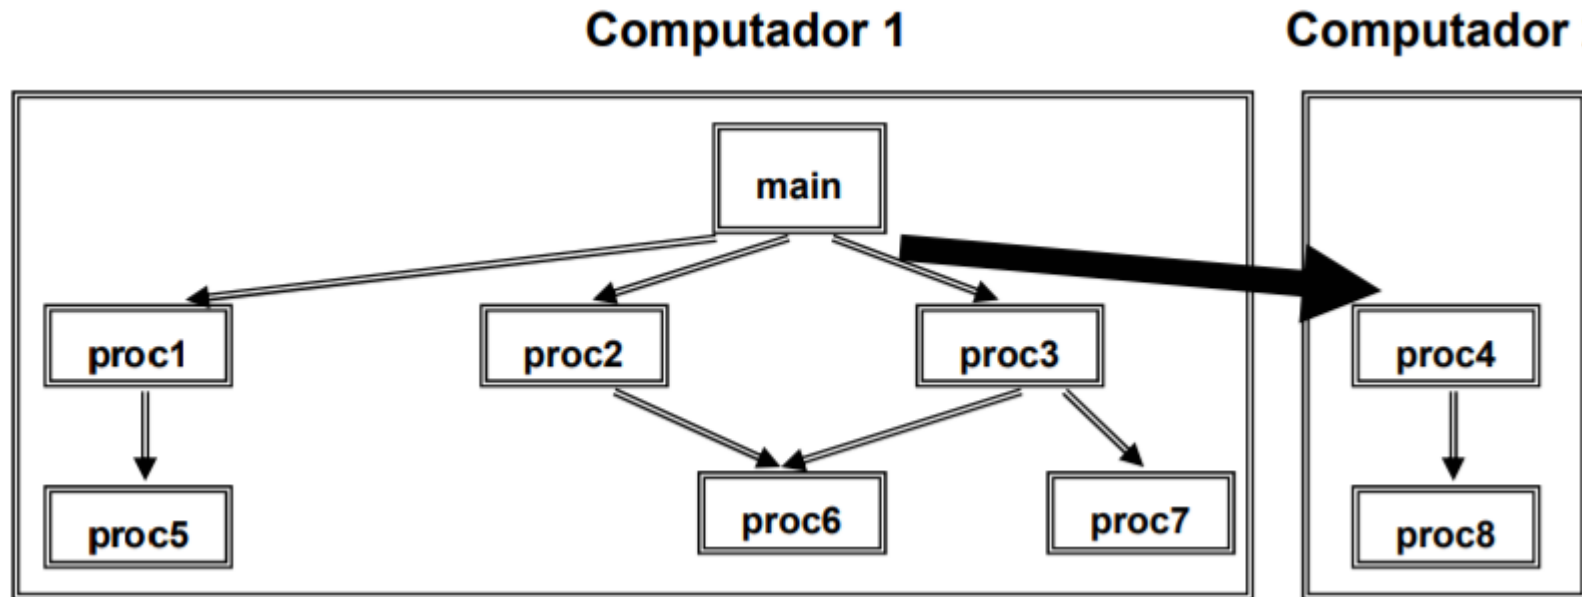 Computador 1
Computador
main
proc1
proc2
proc3
proc4
proc5
proc6
proc7
proc8